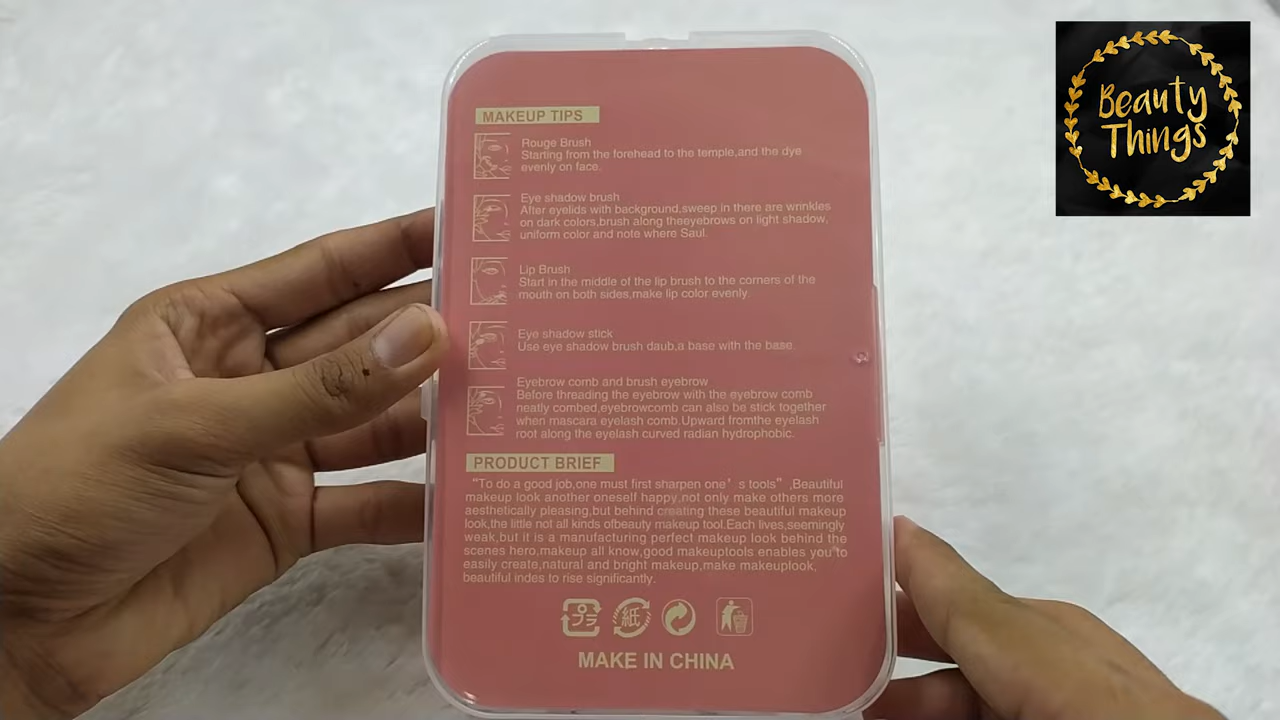 MAKEUP TIPS
Rouge Brush
Starting from the forehead to the temple,and the dye
evenly on face.
Eye shadow brush
After eyelids with background,sweep in there are wrinkles
on dark colors,brush along theeyebrows on light shadow,
uniform color and note where Saul.
Lip Brush
Start in the middle of the lip brush to the corners of the
mouth on both sides,make lip color evenly
Eye shadow stick
Use eye shadow brush daub,a base with the base.
Eyebrow comb and brush eyebrow
Before threading the eyebrow with the eyebrow comb
neatly combed,eyebrowcomb can also be stick together
when mascara eyelash comb.Upward fromthe eyelash
root along the eyelash curved radian hydrophobic.
PRODUCT BRIEF
“To do a good job,one must first sharpen one’ s tools” ,Beautiful
makeup look another oneself happy,not only make others more
aesthetically pleasing,but behind creating these beautiful makeup
look,the little not all kinds ofbeauty makeup tool.Each lives,seemingly
weak,but it is a manufacturing perfect makeup look behind the
scenes hero,makeup all know,good makeuptools enables you to
easily create,natural and bright makeup,make makeuplook,
beautiful indes to rise significantly.
プラ 紙
MAKE IN CHINA
Beauty
Things